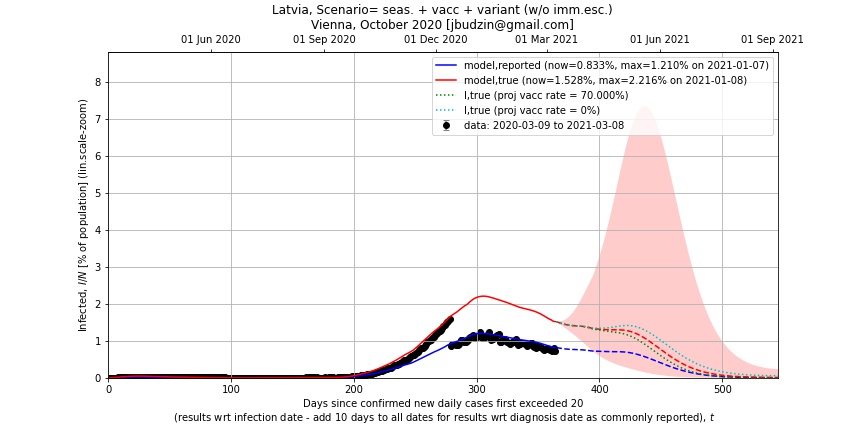 Latvia, Scenario= seas. + vacc + variant (w/o imm.esc.)
Vienna, October 2020 [jbudzin@gmail.com]
01 Jun 2020 01 Sep 2020 01 Dec 2020 01 Mar 2021 01 Jun 2021 01 Sep 2021
model,reported (now=0.833%, max=1.210% on 2021-01-07)
model,true (now=1.528%, max=2.216% on 2021-01-08)
I,true (proj vacc rate = 70.000%)
I,true (proj vacc rate = 0%)
data: 2020-03-09 to 2021-03-08
8
7
6
5
4
3
2
1
0
Infected, I/N [% of population] (lin.scale-zoom)
0 100 200 300 400 500
Days since confirmed new daily cases first exceeded 20
(results wrt infection date - add 10 days to all dates for results wrt diagnosis date as commonly reported), t